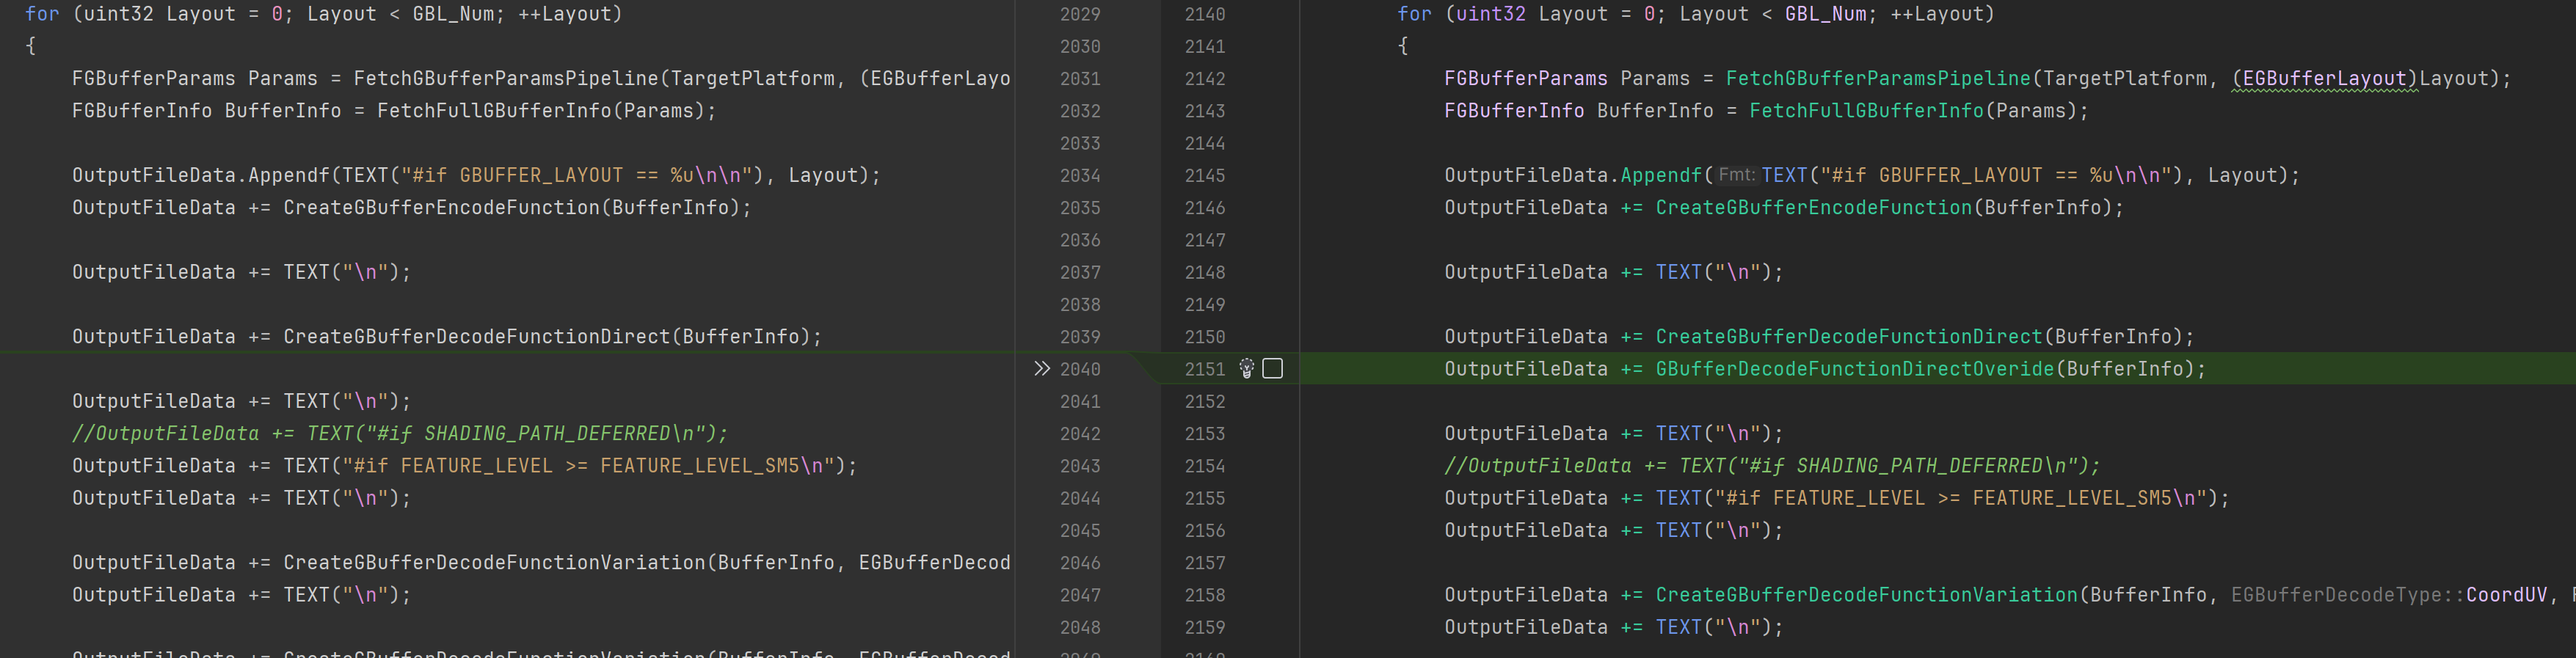 for (uint32 Layout = 0; Layout < GBL_Num; ++Layout)
{
FGBufferParams Params = FetchGBufferParamsPipeline(TargetPlatform, (EGBufferLayo
FGBufferInfo BufferInfo = FetchFullGBufferInfo(Params);
OutputFileData.Appendf(TEXT("#if GBUFFER_LAYOUT == %u\n\n"), Layout);
OutputFileData += CreateGBufferEncodeFunction(BufferInfo);
OutputFileData += TEXT("\n");
OutputFileData += CreateGBufferDecodeFunctionDirect(BufferInfo);
OutputFileData += TEXT("\n");
//OutputFileData += TEXT("#if SHADING_PATH_DEFERRED\n");
OutputFileData += TEXT("#if FEATURE_LEVEL >= FEATURE_LEVEL_SM5\n");
OutputFileData += TEXT("\n");
OutputFileData += CreateGBufferDecodeFunctionVariation(BufferInfo, EGBufferDecod
OutputFileData += TEXT("\n");
OutputFileData += CreateGBufferDecodeFunctionVariation(BufferInfo, EGBufferDecod
2029 2140
2030 2141
2031 2142
2032 2143
2033 2144
2034 2145
2035 2146
2036 2147
2037 2148
2038 2149
2039 2150
2040 2151
2041 2152
2042 2153
2043 2154
2044 2155
2045 2156
2046 2157
2047 2158
2048 2159
2049 2160
for (uint32 Layout = 0; Layout < GBL_Num; ++Layout)
{
FGBufferParams Params = FetchGBufferParamsPipeline(TargetPlatform, (EGBufferLayout)Layout);
FGBufferInfo BufferInfo = FetchFullGBufferInfo(Params);
OutputFileData.Appendf(Fmt: TEXT("#if GBUFFER_LAYOUT == %u\n\n"), Layout);
OutputFileData += CreateGBufferEncodeFunction(BufferInfo);
OutputFileData += TEXT("\n");
OutputFileData += CreateGBufferDecodeFunctionDirect(BufferInfo);
OutputFileData += GBufferDecodeFunctionDirectOveride(BufferInfo);
OutputFileData += TEXT("\n");
//OutputFileData += TEXT("#if SHADING_PATH_DEFERRED\n");
OutputFileData += TEXT("#if FEATURE_LEVEL >= FEATURE_LEVEL_SM5\n");
OutputFileData += TEXT("\n");
OutputFileData += CreateGBufferDecodeFunctionVariation(BufferInfo, EGBufferDecodeType::CoordUV,
OutputFileData += TEXT("\n");